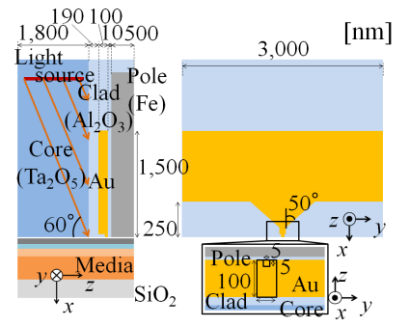 190 100
1,800 10 500
[nm]
Light
source
Pole
(Fe)
Clad
(Al₂O₃)
Core
(Ta₂O₅)
Au
60°
1,500
250
Media
y z
x
SiO₂
3,000
50°
z y
x
5
Pole
5
100
Au
Clad
Core
z
x y